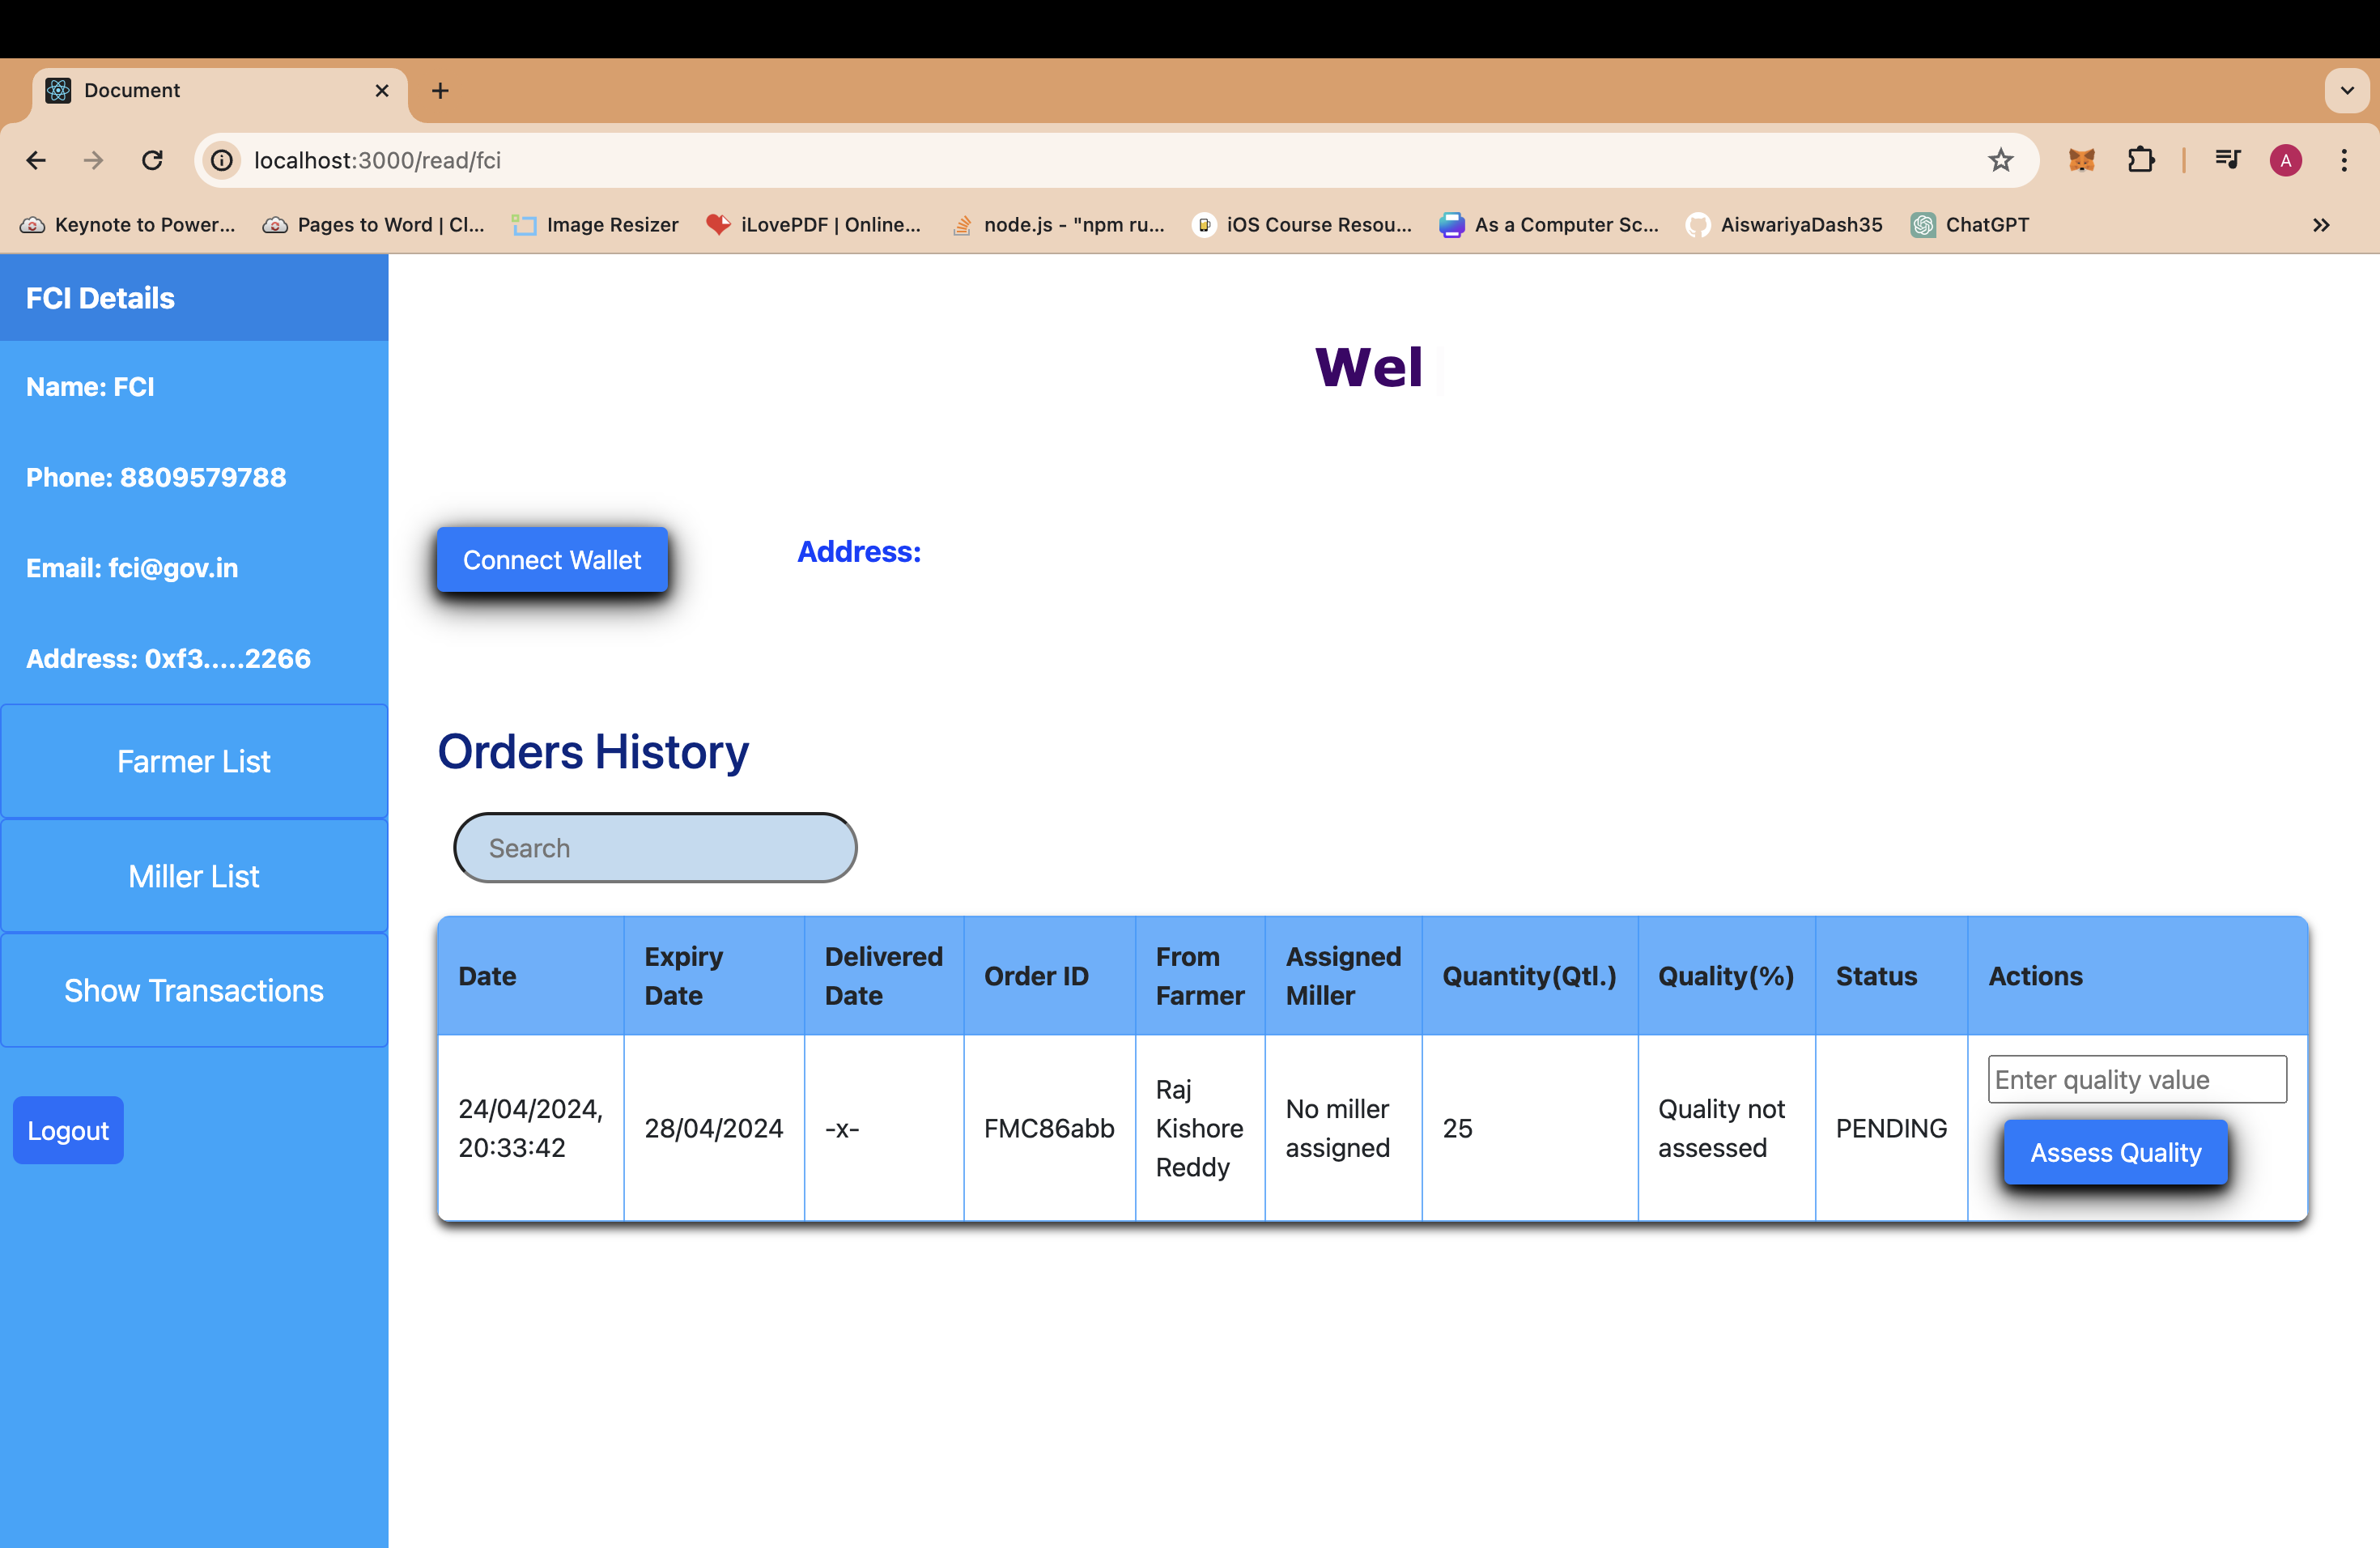 Document
localhost:3000/read/fci
A
Keynote to Power... Pages to Word | Cl... Image Resizer iLovePDF | Online... node.js - "npm ru... iOS Course Resou... As a Computer Sc... AiswariyaDash35 ChatGPT
FCI Details
Name: FCI
Phone: 8809579788
Email: fci@gov.in
Address: 0xf3.....2266
Farmer List
Miller List
Show Transactions
Logout
Wel
Connect Wallet
Address:
Orders History
Search
Date Expiry Date Delivered Date Order ID From Farmer Assigned Miller Quantity(Qtl.) Quality(%) Status Actions
24/04/2024, 20:33:42 28/04/2024 -x- FMC86abb Raj Kishore Reddy No miller assigned 25 Quality not assessed PENDING Enter quality value
Assess Quality